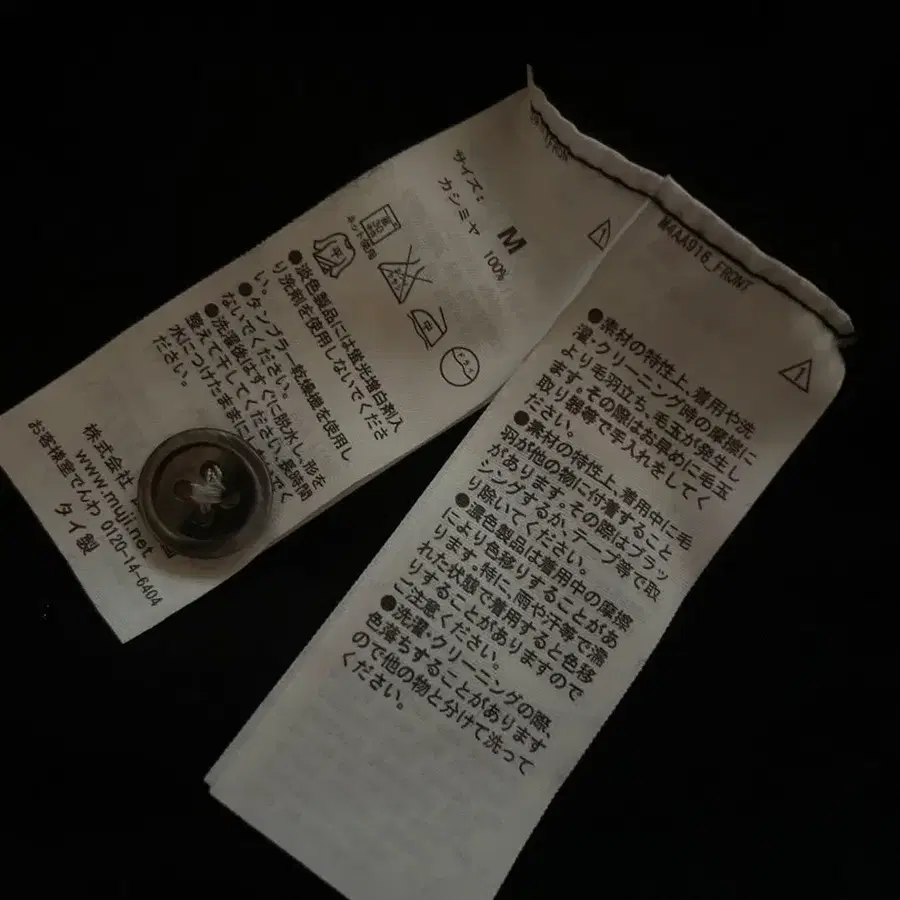 サイズ: M
カシミヤ 100%
ネット使用
平
中
ドライ
●淡色製品には蛍光増白剤入
り洗剤を使用しないでくださ
い。
●タンブラー乾燥機を使用し
ないでください。
●洗濯後はすぐに脱水し、形を
整えて干してください。長時間
水につけたままに
ださい。
株式会社
www.muji.net
お客様室でんわ 0120-14-6404
タイ製
M4AA916_FRONT
●素材の特性上、着用や洗
濯・クリーニング時の摩擦に
より毛羽立ち、毛玉が発生し
ます。その際はお早めに毛玉
取り器等で手入れをしてく
ださい。
●素材の特性上、着用中に毛
羽が他の物に付着すること
があります。その際はブラッ
シングするか、テープ等で取
り除いてください。
●濃色製品は着用中の摩擦
により色移りすることがあ
ります。特に、雨や汗等で濡
れた状態で着用すると色移
りすることがありますので
ご注意ください。
●洗濯・クリーニングの際、
色落ちすることがあります
ので他の物と分けて洗って
ください。